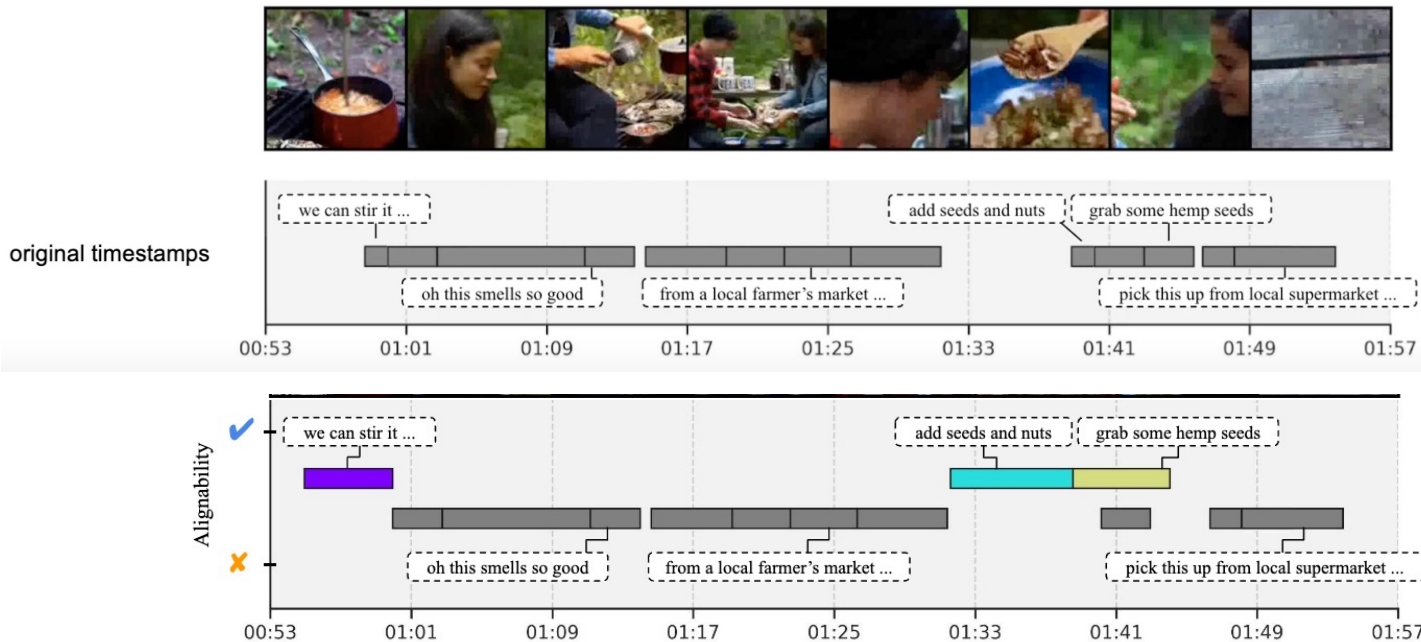 we can stir it ...
add seeds and nuts
grab some hemp seeds
original timestamps
oh this smells so good
from a local farmer's market ...
pick this up from local supermarket ...
00:53 01:01 01:09 01:17 01:25 01:33 01:41 01:49 01:57
Alignability
we can stir it ...
add seeds and nuts
grab some hemp seeds
oh this smells so good
from a local farmer's market ...
pick this up from local supermarket ...
00:53 01:01 01:09 01:17 01:25 01:33 01:41 01:49 01:57